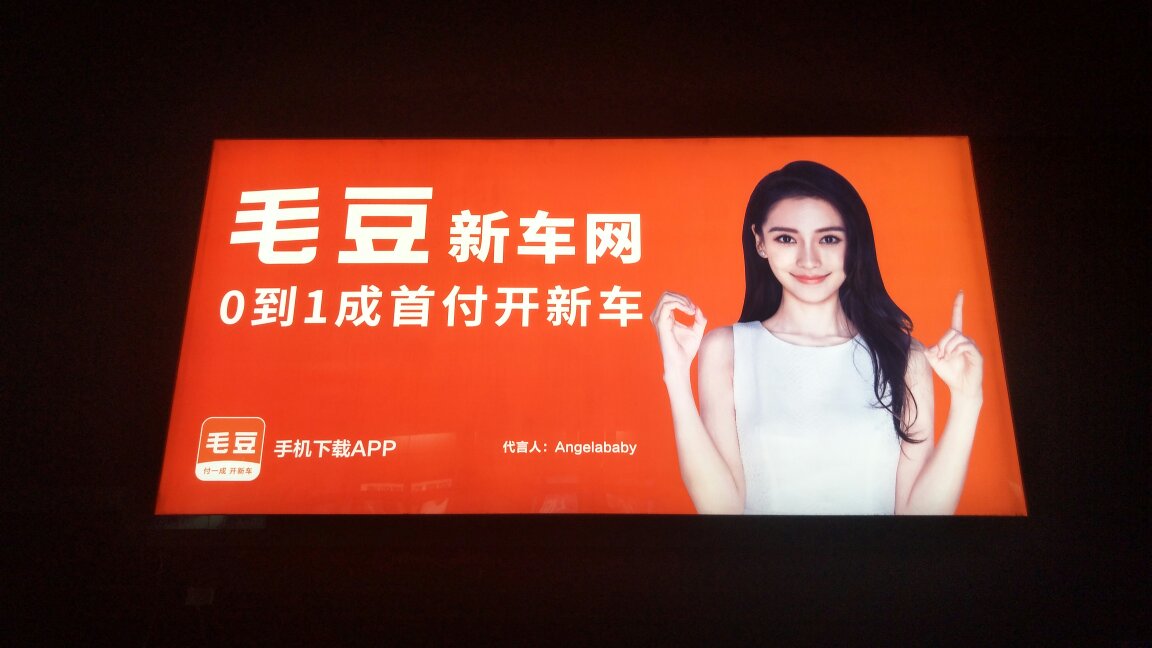 毛豆新车网
0到1成首付开新车
毛豆
付一成 开新车
手机下载APP
代言人：Angelababy